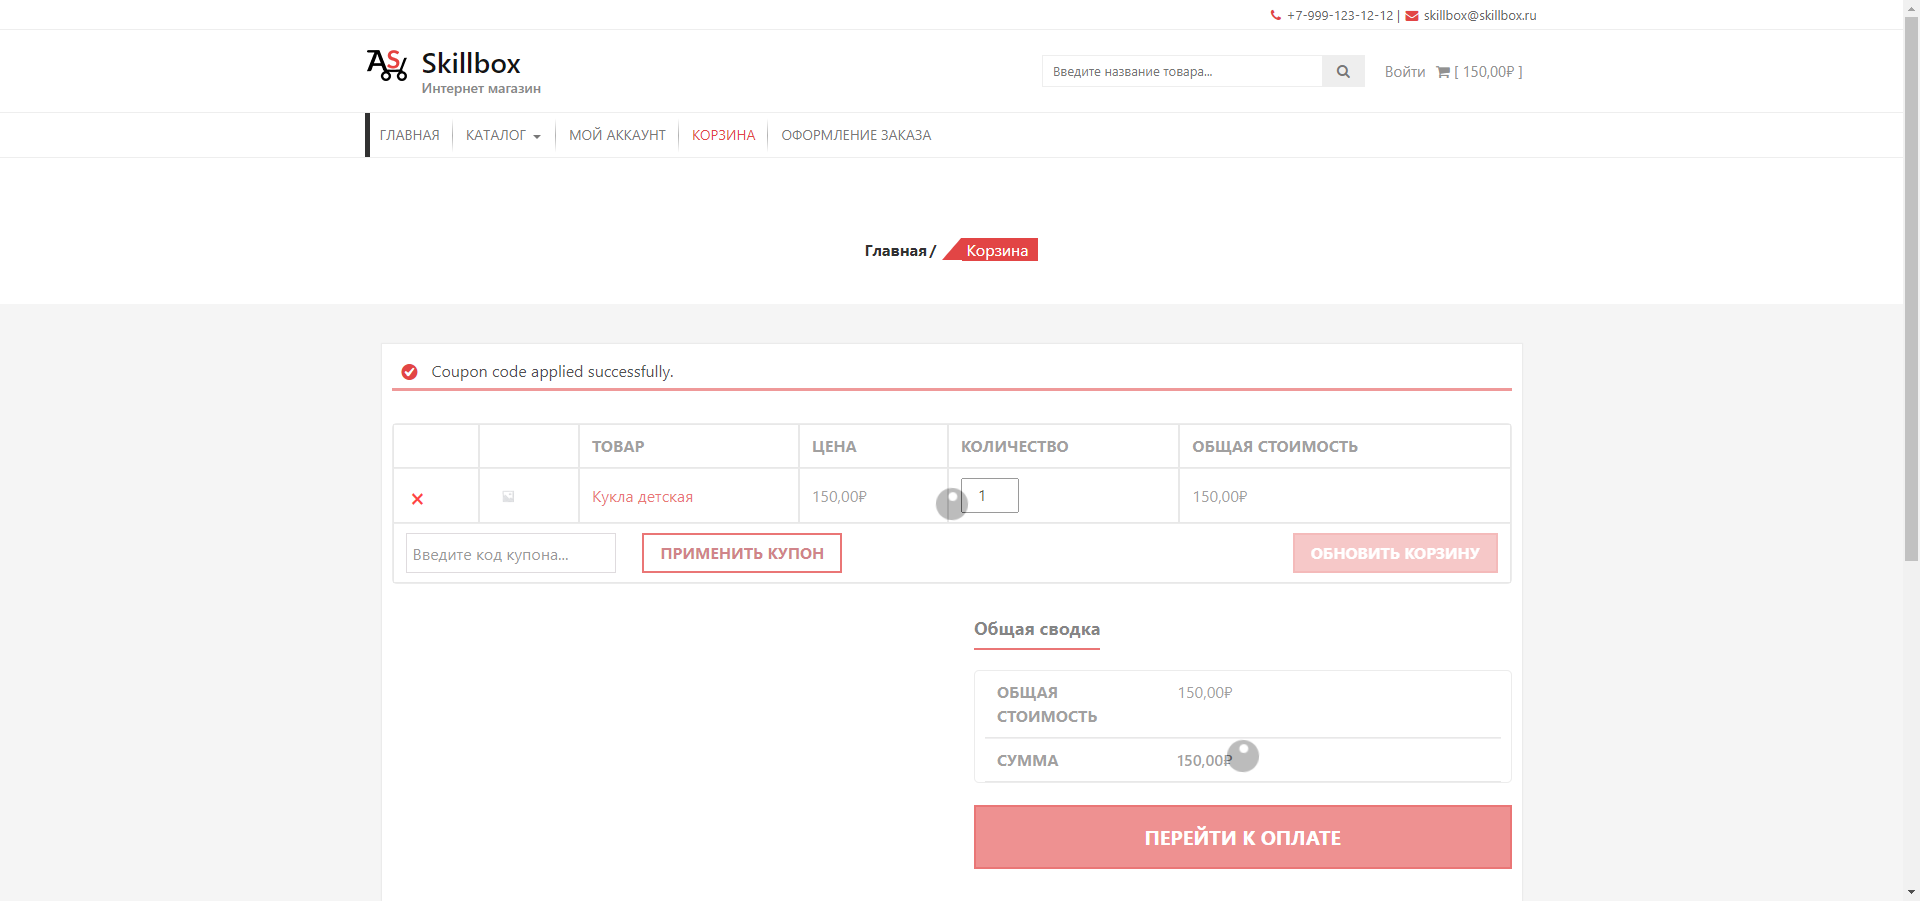 +7-999-123-12-12 | skillbox@skillbox.ru
AS
Skillbox
Интернет магазин
Введите название товара...
Войти [ 150,00₽ ]
ГЛАВНАЯ КАТАЛОГ МОЙ АККАУНТ КОРЗИНА ОФОРМЛЕНИЕ ЗАКАЗА
Главная / Корзина
Coupon code applied successfully.
ТОВАР ЦЕНА КОЛИЧЕСТВО ОБЩАЯ СТОИМОСТЬ
× Кукла детская 150,00₽ 1 150,00₽
Введите код купона... ПРИМЕНИТЬ КУПОН ОБНОВИТЬ КОРЗИНУ
Общая сводка
ОБЩАЯ СТОИМОСТЬ 150,00₽
СУММА 150,00₽
ПЕРЕЙТИ К ОПЛАТЕ